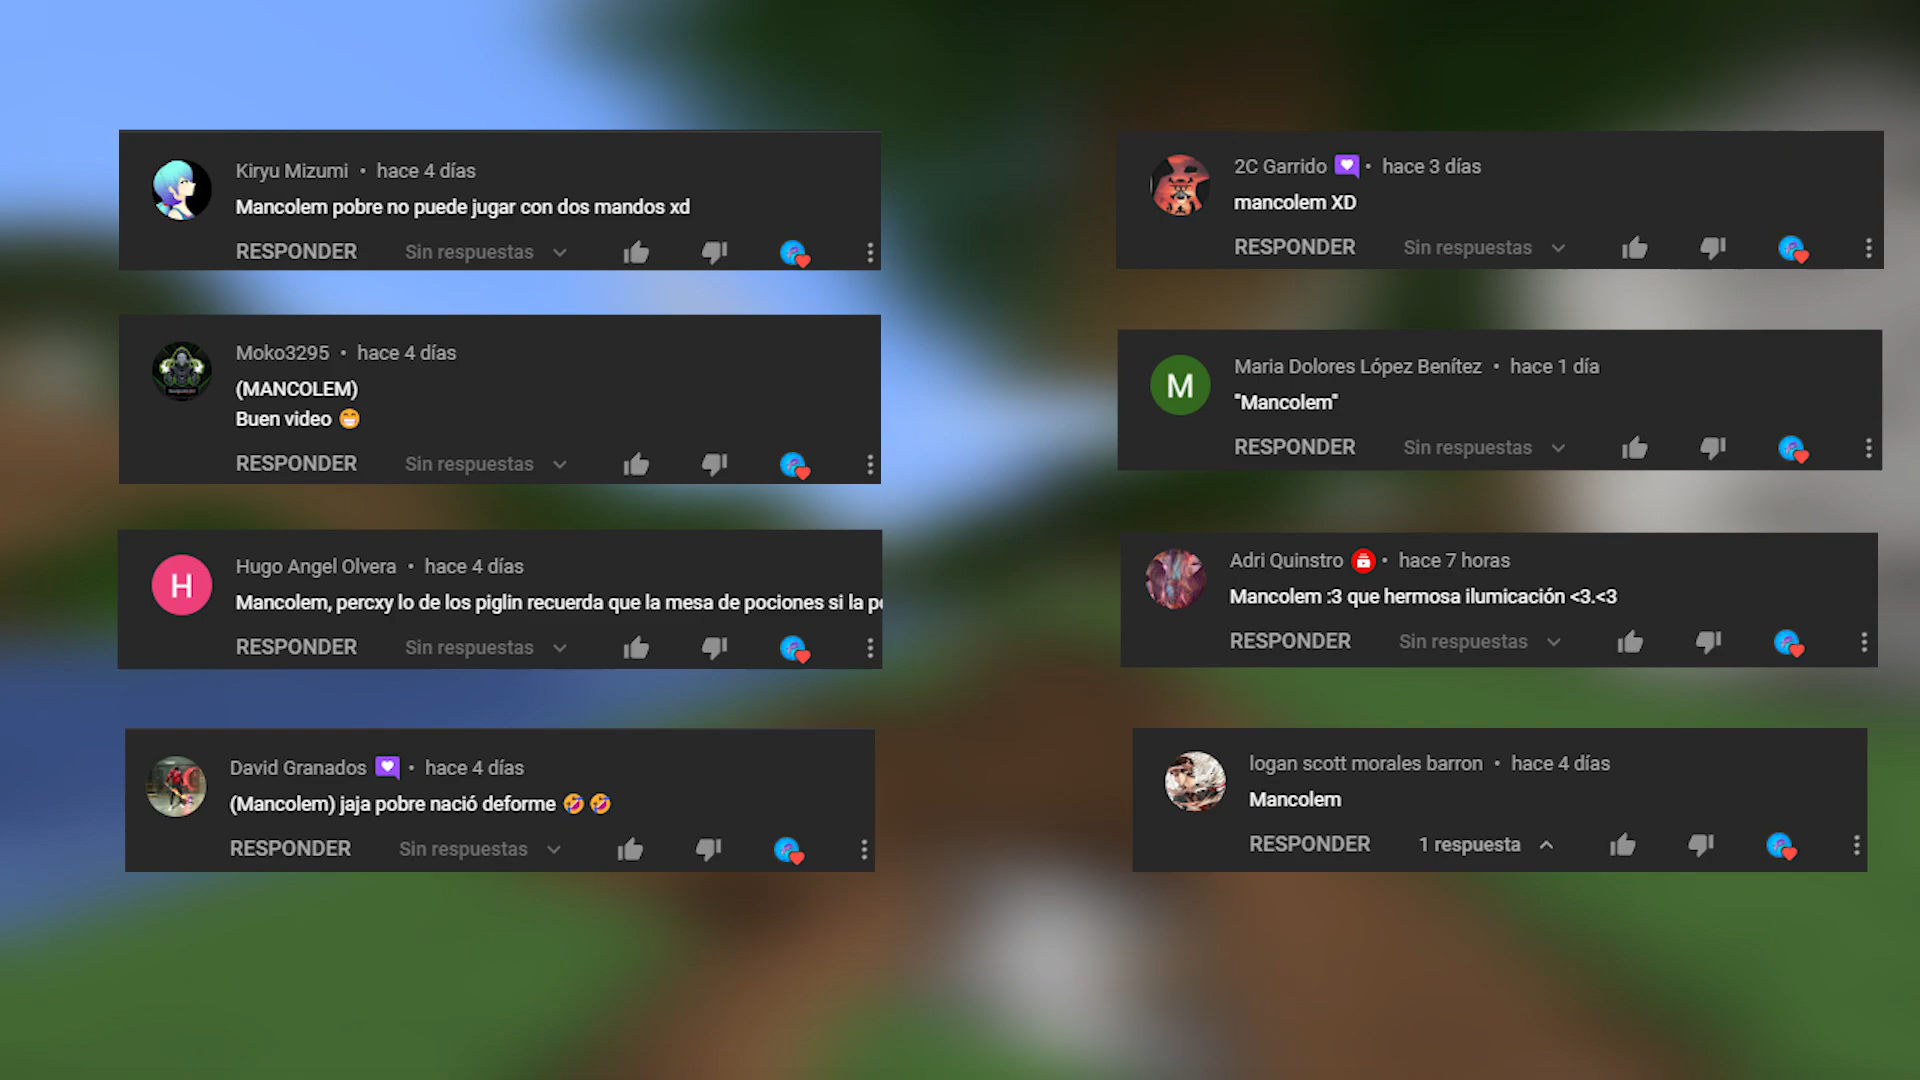 Kiryu Mizumi • hace 4 días
Mancolem pobre no puede jugar con dos mandos xd
RESPONDER Sin respuestas
Moko3295 • hace 4 días
(MANCOLEM)
Buen video 😁
RESPONDER Sin respuestas
H
Hugo Angel Olvera • hace 4 días
Mancolem, percxy lo de los piglin recuerda que la mesa de pociones si la
RESPONDER Sin respuestas
David Granados • hace 4 días
(Mancolem) jaja pobre nació deforme 🤣🤣
RESPONDER Sin respuestas
2C Garrido • hace 3 días
mancolem XD
RESPONDER Sin respuestas
M
Maria Dolores López Benítez • hace 1 día
"Mancolem"
RESPONDER Sin respuestas
Adri Quinstro • hace 7 horas
Mancolem :3 que hermosa ilumicación <3.<3
RESPONDER Sin respuestas
logan scott morales barron • hace 4 días
Mancolem
RESPONDER 1 respuesta